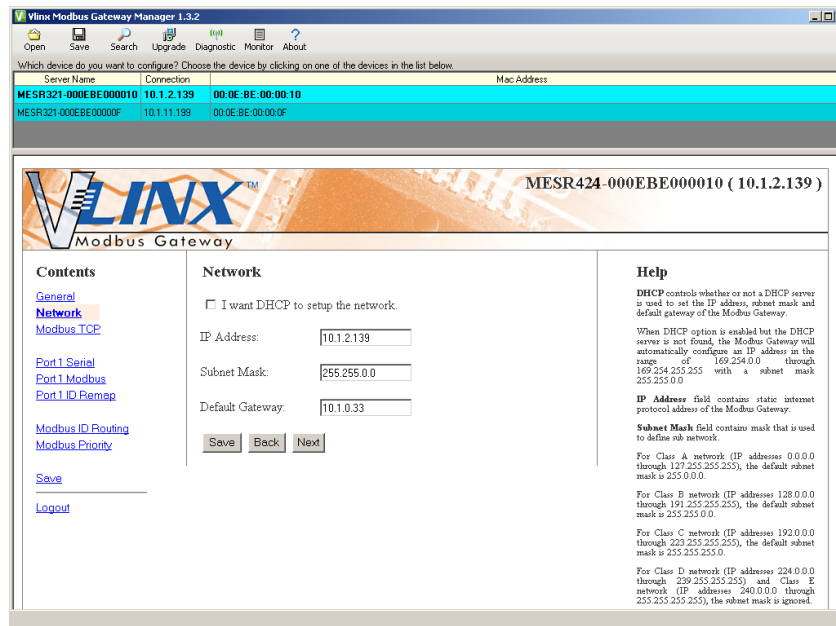 Vlinx Modbus Gateway Manager 1.3.2
Open Save Search Upgrade Diagnostic Monitor About
Which device do you want to configure? Choose the device by clicking on one of the devices in the list below.
Server Name Connection Mac Address
MESR321-000EBE000010 10.1.2.139 00:0E:BE:00:00:10
MESR321-000EBE00000F 10.1.11.199 00:0E:BE:00:00:0F
VLINX TM
Modbus Gateway
MESR424-000EBE000010 ( 10.1.2.139 )
Contents
General
Network
Modbus TCP
Port1 Serial
Port1 Modbus
Port1 ID Remap
Modbus ID Routing
Modbus Priority
Save
Logout
Network
I want DHCP to setup the network.
IP Address: 10.1.2.139
Subnet Mask: 255.255.0.0
Default Gateway: 10.1.0.33
Save Back Next
Help
DHCP controls whether or not a DHCP server
is used to set the IP address, subnet mask and
default gateway of the Modbus Gateway.
When DHCP option is enabled but the DHCP
server is not found, the Modbus Gateway will
automatically configure an IP address in the
range of 169.254.0.0 through
169.254.255.255 with a subnet mask
255.255.0.0
IP Address field contains static internet
protocol address of the Modbus Gateway.
Subnet Mask field contains mask that is used
to define sub network.
For Class A network (IP addresses 0.0.0.0
through 127.255.255.255), the default subnet
mask is 255.0.0.0.
For Class B network (IP addresses 128.0.0.0
through 191.255.255.255), the default subnet
mask is 255.255.0.0.
For Class C network (IP addresses 192.0.0.0
through 223.255.255.255), the default subnet
mask is 255.255.255.0.
For Class D network (IP addresses 224.0.0.0
through 239.255.255.255) and Class E
network (IP addresses 240.0.0.0 through
255.255.255.255), the subnet mask is ignored.